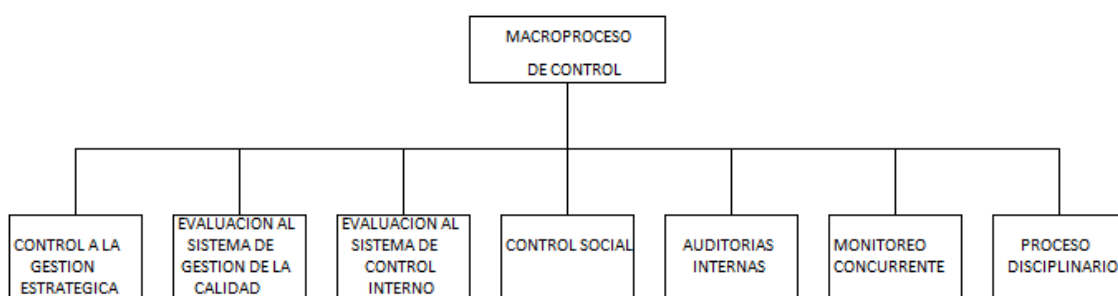 MACROPROCESO
DE CONTROL
CONTROL A LA
GESTION
ESTRATEGICA
EVALUACION AL
SISTEMA DE
GESTION DE LA
CALIDAD
EVALUACION AL
SISTEMA DE
CONTROL
INTERNO
CONTROL SOCIAL
AUDITORIAS
INTERNAS
MONITOREO
CONCURRENTE
PROCESO
DISCIPLINARIO